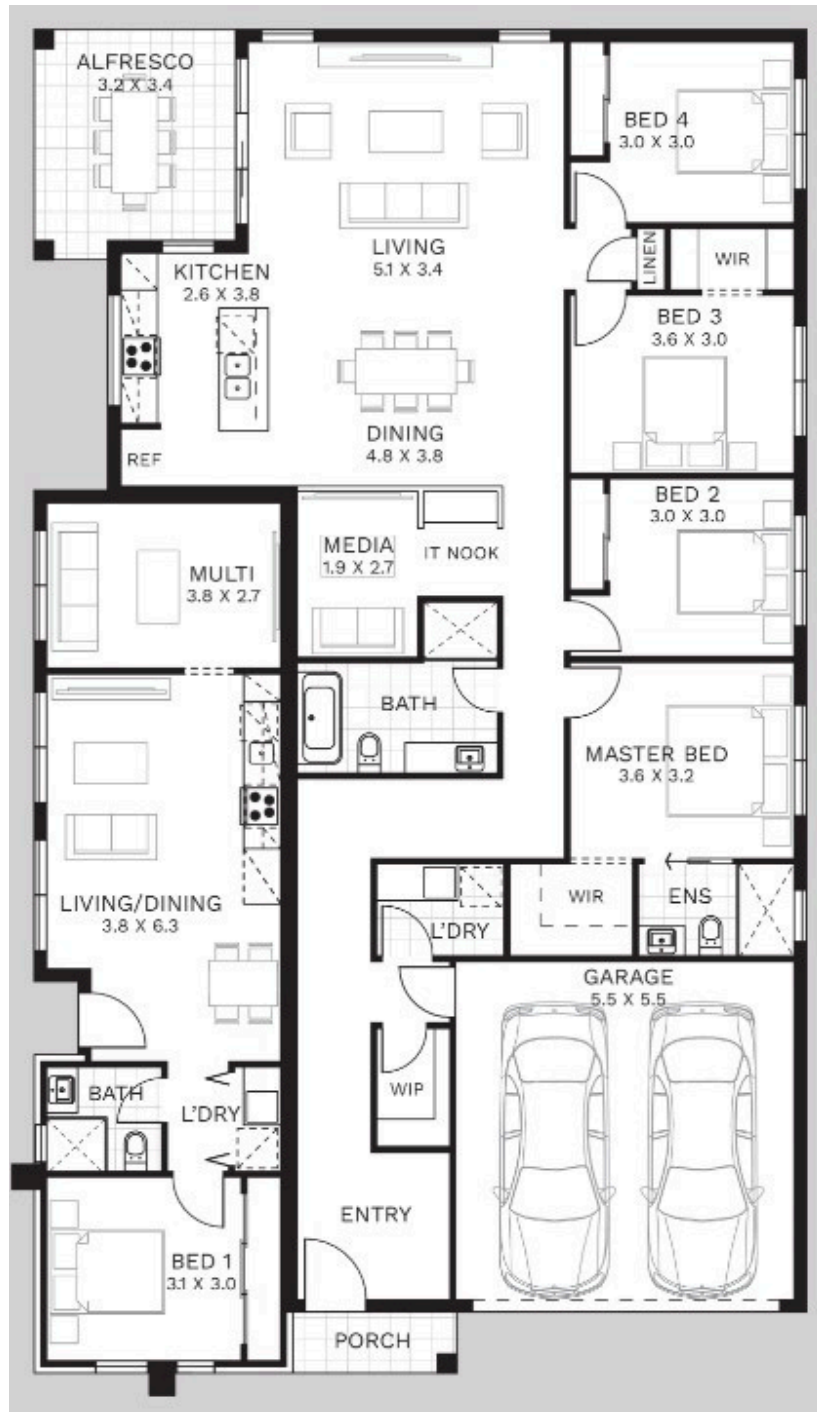 ALFRESCO
3.2 X 3.4
BED 4
3.0 X 3.0
LIVING
5.1 X 3.4
LINEN
WIR
KITCHEN
2.6 X 3.8
BED 3
3.6 X 3.0
DINING
4.8 X 3.8
REF
BED 2
3.0 X 3.0
MEDIA
1.9 X 2.7
IT NOOK
MULTI
3.8 X 2.7
BATH
MASTER BED
3.6 X 3.2
LIVING/DINING
3.8 X 6.3
WIR
ENS
L'DRY
GARAGE
5.5 X 5.5
BATH
L'DRY
WIP
ENTRY
BED 1
3.1 X 3.0
PORCH